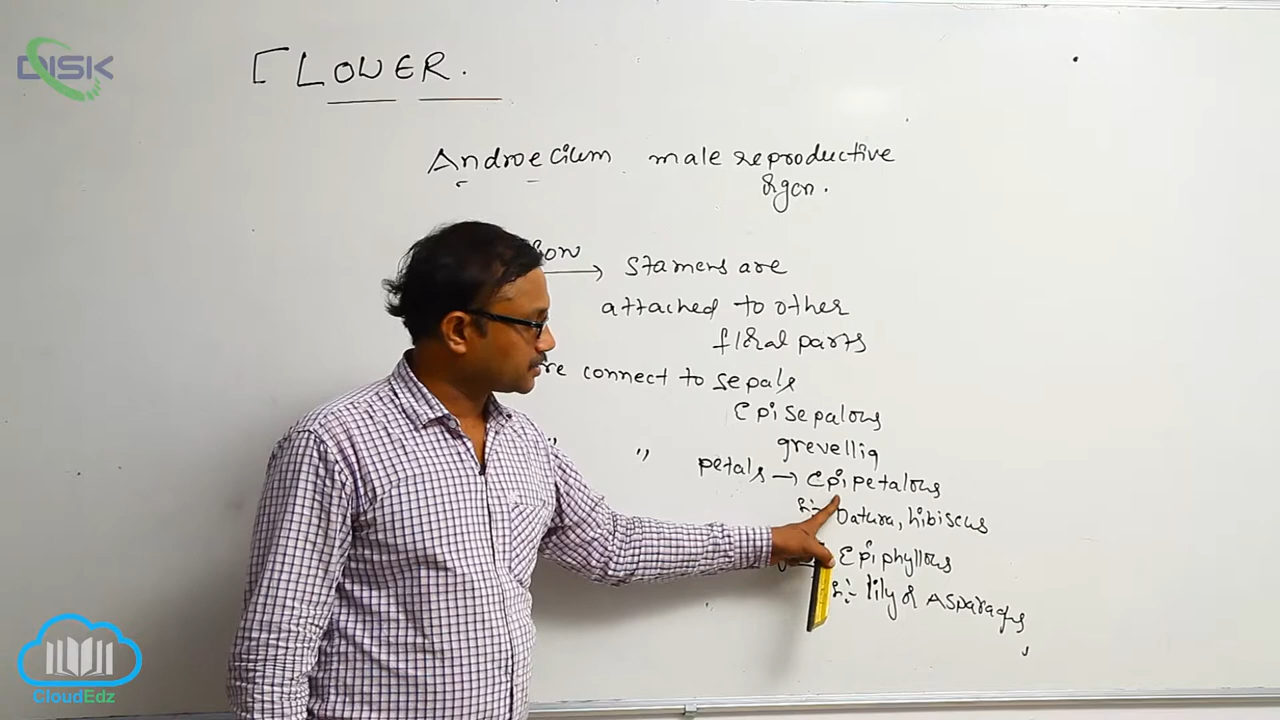 DISK
FLOWER.
Androecium male reproductive
organ.
Stamens are
attached to other
floral parts
connect to sepals
Episepalous
grevellia
" "
petals → Epipetalous
Datura, hibiscus
Epiphyllous
lily & Asparagus
CloudEdz